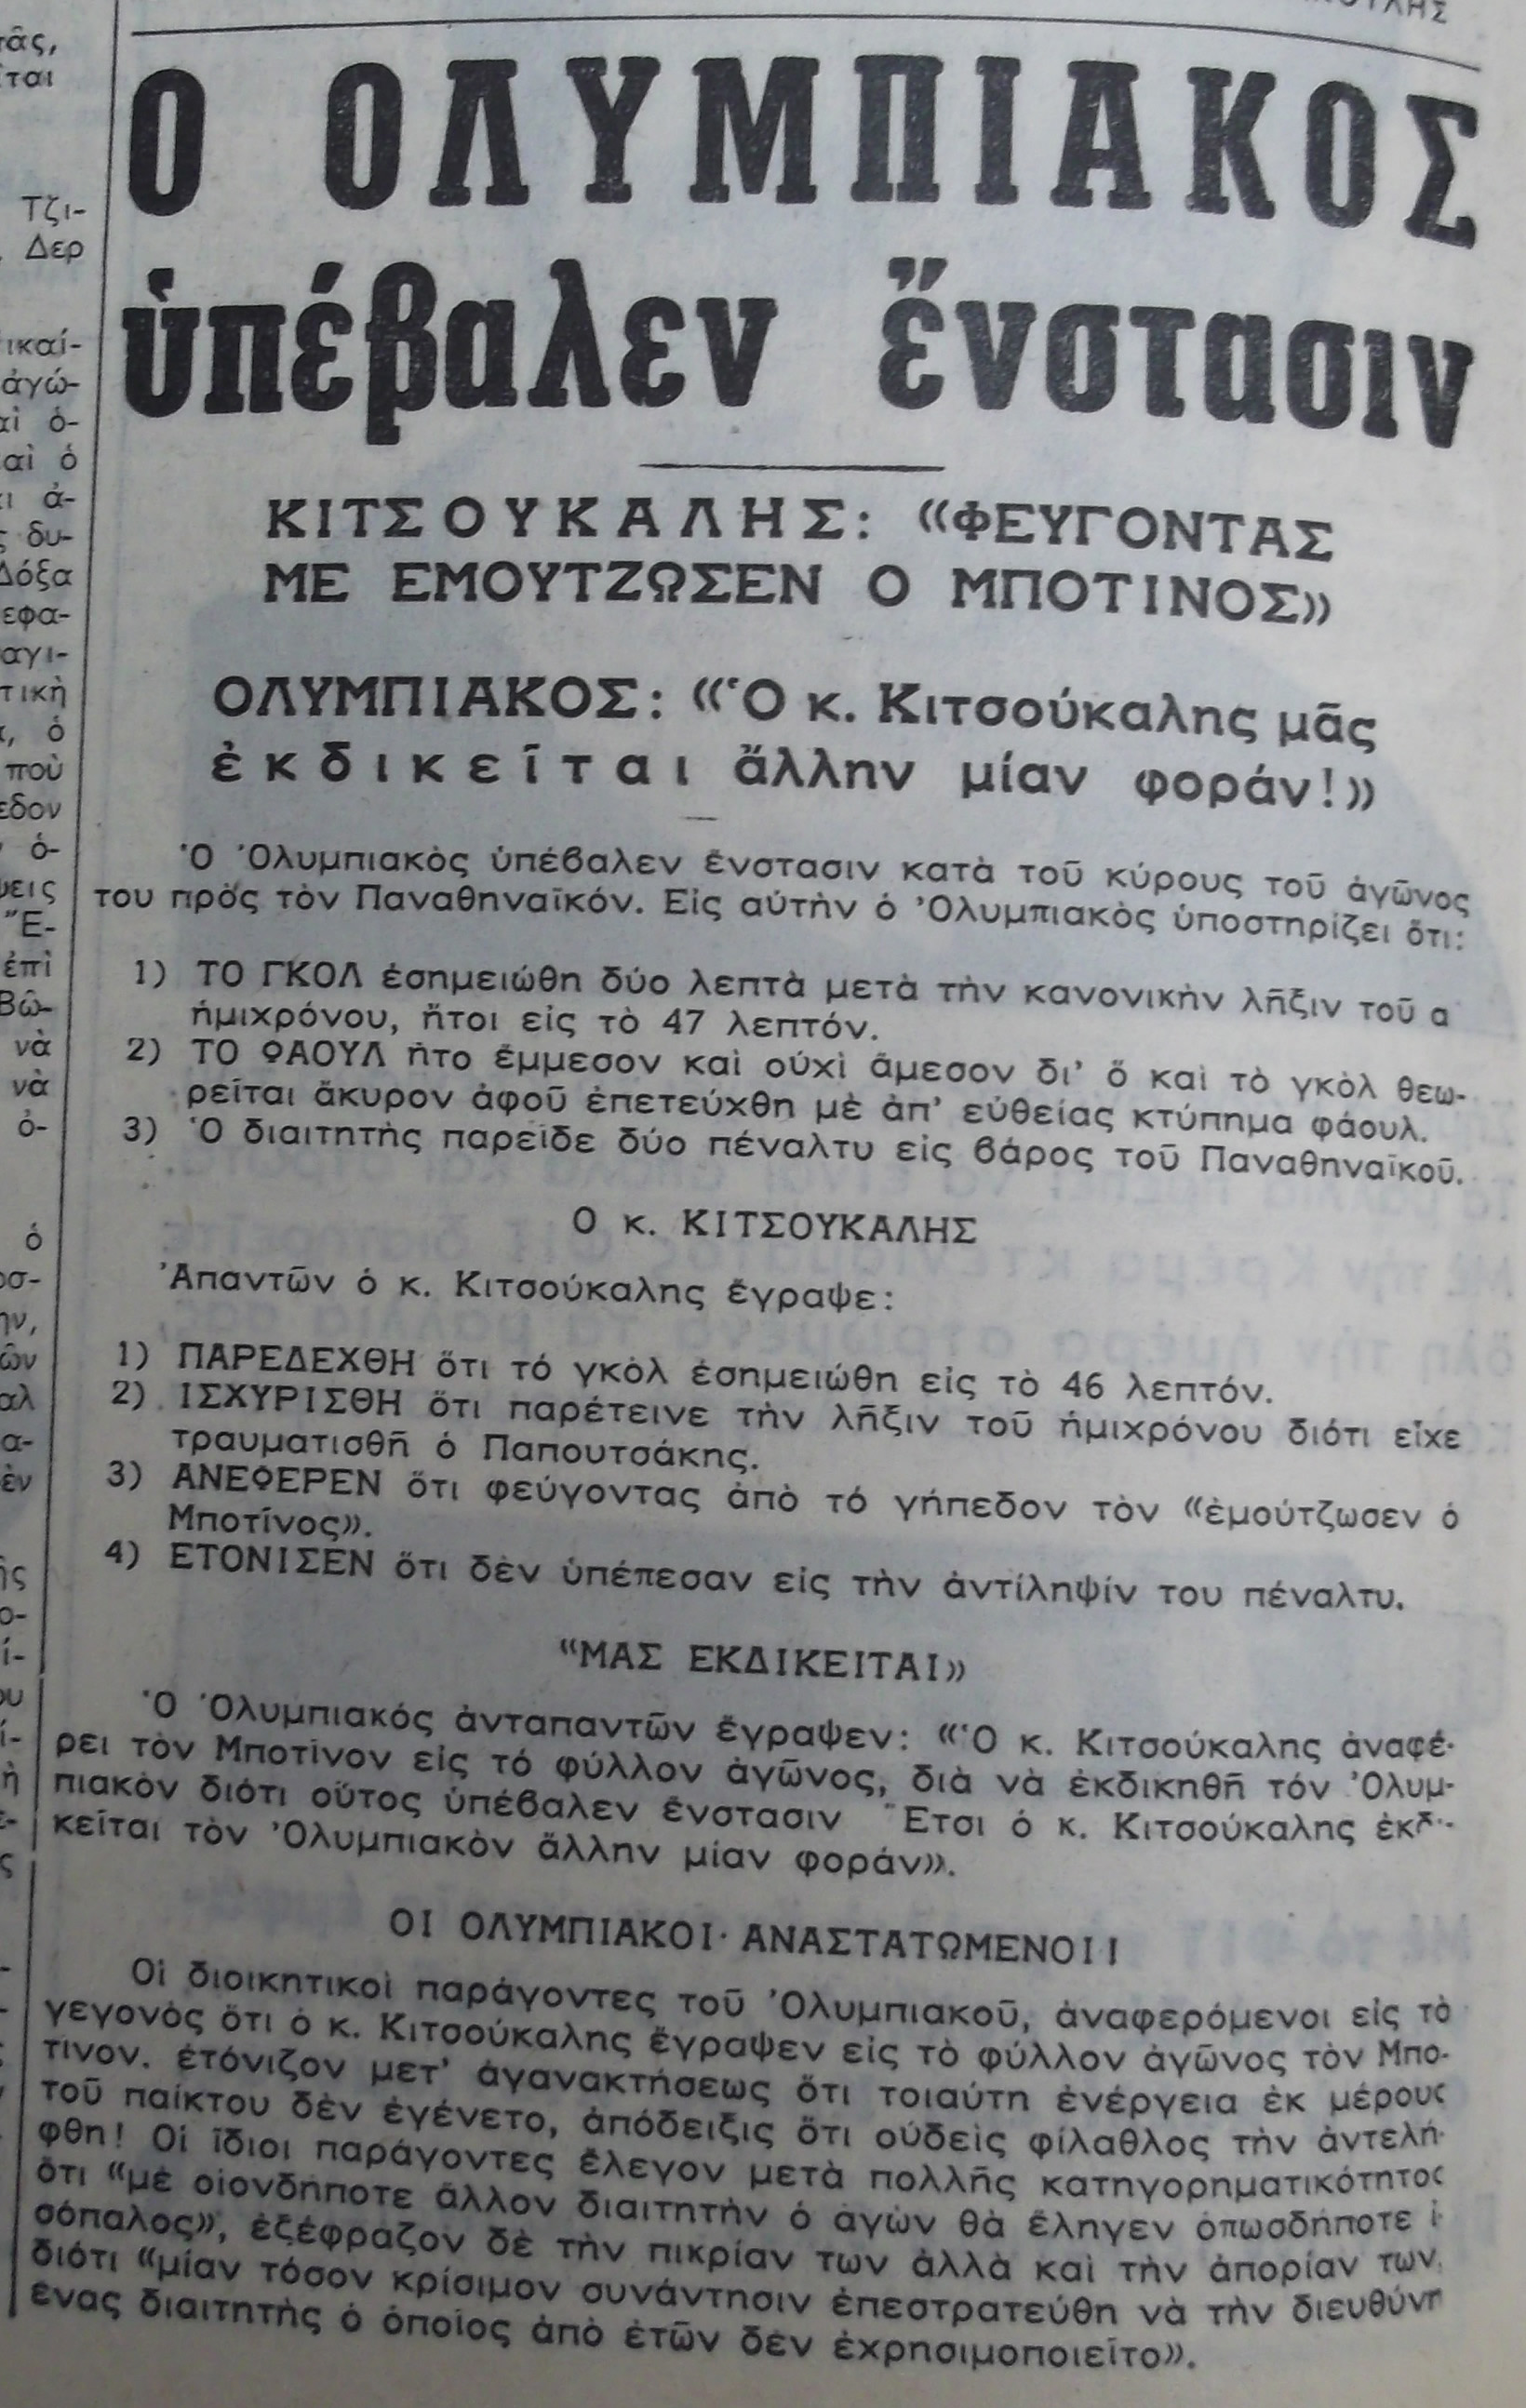 Ο ΟΛΥΜΠΙΑΚΟΣ
ὑπέβαλεν ἔνστασιν
ΚΙΤΣΟΥΚΑΛΗΣ: «ΦΕΥΓΟΝΤΑΣ
ΜΕ ΕΜΟΥΤΖΩΣΕΝ Ο ΜΠΟΤΙΝΟΣ»
ΟΛΥΜΠΙΑΚΟΣ: «Ὁ κ. Κιτσούκαλης μᾶς
ἐκδικεῖται ἄλλην μίαν φοράν!»
Ὁ Ὀλυμπιακὸς ὑπέβαλεν ἔνστασιν κατὰ τοῦ κύρους τοῦ ἀγῶνος
του πρὸς τὸν Παναθηναϊκόν. Εἰς αὐτὴν ὁ Ὀλυμπιακὸς ὑποστηρίζει ὅτι:
1) ΤΟ ΓΚΟΛ ἐσημειώθη δύο λεπτὰ μετὰ τὴν κανονικὴν λῆξιν τοῦ α
ἡμιχρόνου, ἤτοι εἰς τὸ 47 λεπτόν.
2) ΤΟ ΦΑΟΥΛ ἦτο ἔμμεσον καὶ οὐχὶ ἄμεσον δι' ὅ καὶ τὸ γκὸλ θεω-
ρεῖται ἄκυρον ἀφοῦ ἐπετεύχθη μὲ ἀπ' εὐθείας κτύπημα φάουλ.
3) Ὁ διαιτητὴς παρεῖδε δύο πέναλτυ εἰς βάρος τοῦ Παναθηναϊκοῦ.
Ο κ. ΚΙΤΣΟΥΚΑΛΗΣ
Ἀπαντῶν ὁ κ. Κιτσούκαλης ἔγραψε:
1) ΠΑΡΕΔΕΧΘΗ ὅτι τό γκὸλ ἐσημειώθη εἰς τὸ 46 λεπτόν.
2) ΙΣΧΥΡΙΣΘΗ ὅτι παρέτεινε τὴν λῆξιν τοῦ ἡμιχρόνου διότι εἶχε
τραυματισθῆ ὁ Παπουτσάκης.
3) ΑΝΕΦΕΡΕΝ ὅτι φεύγοντας ἀπὸ τό γήπεδον τὸν «ἐμούτζωσεν ὁ
Μποτῖνος».
4) ΕΤΟΝΙΣΕΝ ὅτι δὲν ὑπέπεσαν εἰς τὴν ἀντίληψίν του πέναλτυ.
«ΜΑΣ ΕΚΔΙΚΕΙΤΑΙ»
Ὁ Ὀλυμπιακός ἀνταπαντῶν ἔγραψεν: «Ὁ κ. Κιτσούκαλης ἀναφέ-
ρει τὸν Μποτῖνον εἰς τό φύλλον ἀγῶνος, διὰ νὰ ἐκδικηθῆ τόν Ὀλυμ-
πιακὸν διότι οὗτος ὑπέβαλεν ἔνστασιν Ἔτσι ὁ κ. Κιτσούκαλης ἐκδι-
κεῖται τὸν Ὀλυμπιακὸν ἄλλην μίαν φοράν».
ΟΙ ΟΛΥΜΠΙΑΚΟΙ ΑΝΑΣΤΑΤΩΜΕΝΟΙ!
Οἱ διοικητικοὶ παράγοντες τοῦ Ὀλυμπιακοῦ, ἀναφερόμενοι εἰς τὸ
γεγονὸς ὅτι ὁ κ. Κιτσούκαλης ἔγραψεν εἰς τὸ φύλλον ἀγῶνος τὸν Μπο-
τῖνον. ἐτόνιζον μετ' ἀγανακτήσεως ὅτι τοιαύτη ἐνέργεια ἐκ μέρους
τοῦ παίκτου δὲν ἐγένετο, ἀπόδειξις ὅτι οὐδεὶς φίλαθλος τὴν ἀντελή-
φθη! Οἱ ἴδιοι παράγοντες ἔλεγον μετὰ πολλῆς κατηγορηματικότητος
ὅτι «μὲ οἱονδήποτε ἄλλον διαιτητὴν ὁ ἀγὼν θὰ ἔληγεν ὁπωσδήποτε ἰ
σόπαλος», ἐξέφραζον δὲ τὴν πικρίαν των ἀλλὰ καὶ τὴν ἀπορίαν των
διότι «μίαν τόσον κρίσιμον συνάντησιν ἐπεστρατεύθη νὰ τὴν διευθύνη
ἕνας διαιτητὴς ὁ ὁποῖος ἀπὸ ἐτῶν δὲν ἐχρησιμοποιεῖτο».